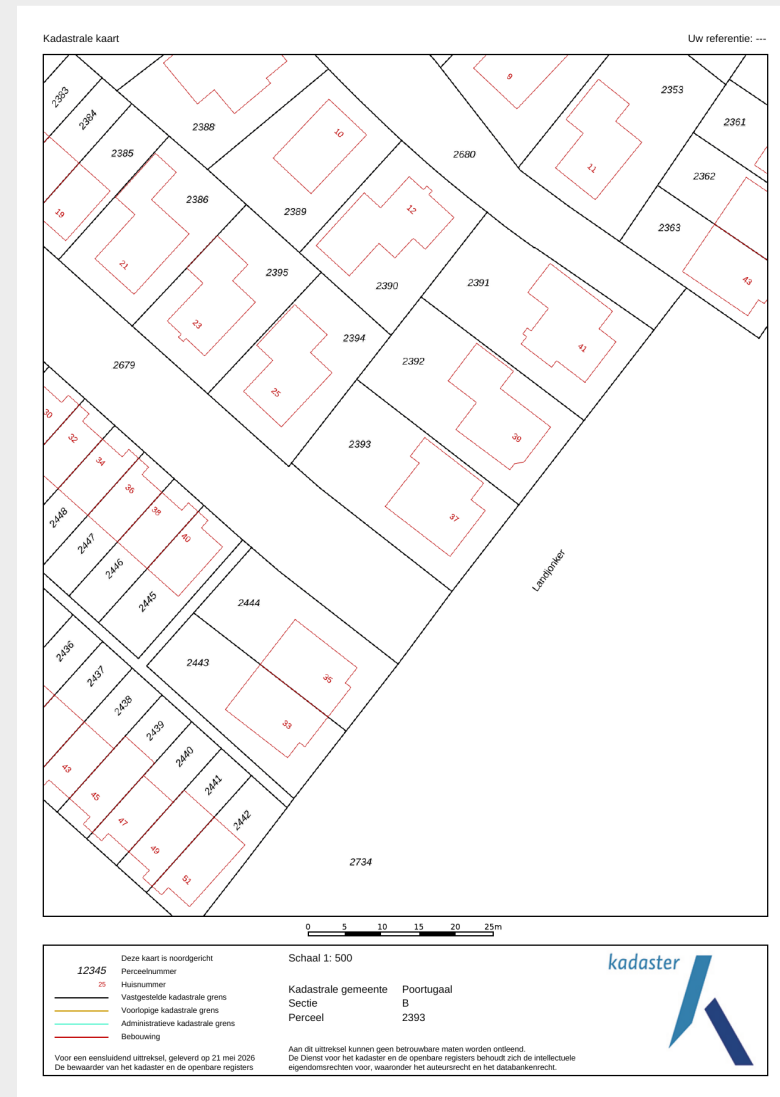 Kadastrale kaart
Uw referentie: ---
9
2353
2383
2384
2361
2388
10
2680
2385
11
2362
19
2386
2389
12
2363
21
2395
2390
2391
43
23
2394
41
2679
2392
25
30
32
2393
39
34
36
37
38
40
2448
2447
2446
Landjonker
2445
2444
2436
2443
2437
35
2438
33
2439
2440
43
2441
45
47
2442
49
51
2734
0 5 10 15 20 25m
Deze kaart is noordgericht
12345 Perceelnummer
25 Huisnummer
Vastgestelde kadastrale grens
Voorlopige kadastrale grens
Administratieve kadastrale grens
Bebouwing
Voor een eensluidend uittreksel, geleverd op 21 mei 2026
De bewaarder van het kadaster en de openbare registers
Schaal 1: 500
Kadastrale gemeente Poortugaal
Sectie B
Perceel 2393
Aan dit uittreksel kunnen geen betrouwbare maten worden ontleend.
De Dienst voor het kadaster en de openbare registers behoudt zich de intellectuele
eigendomsrechten voor, waaronder het auteursrecht en het databankenrecht.
kadaster